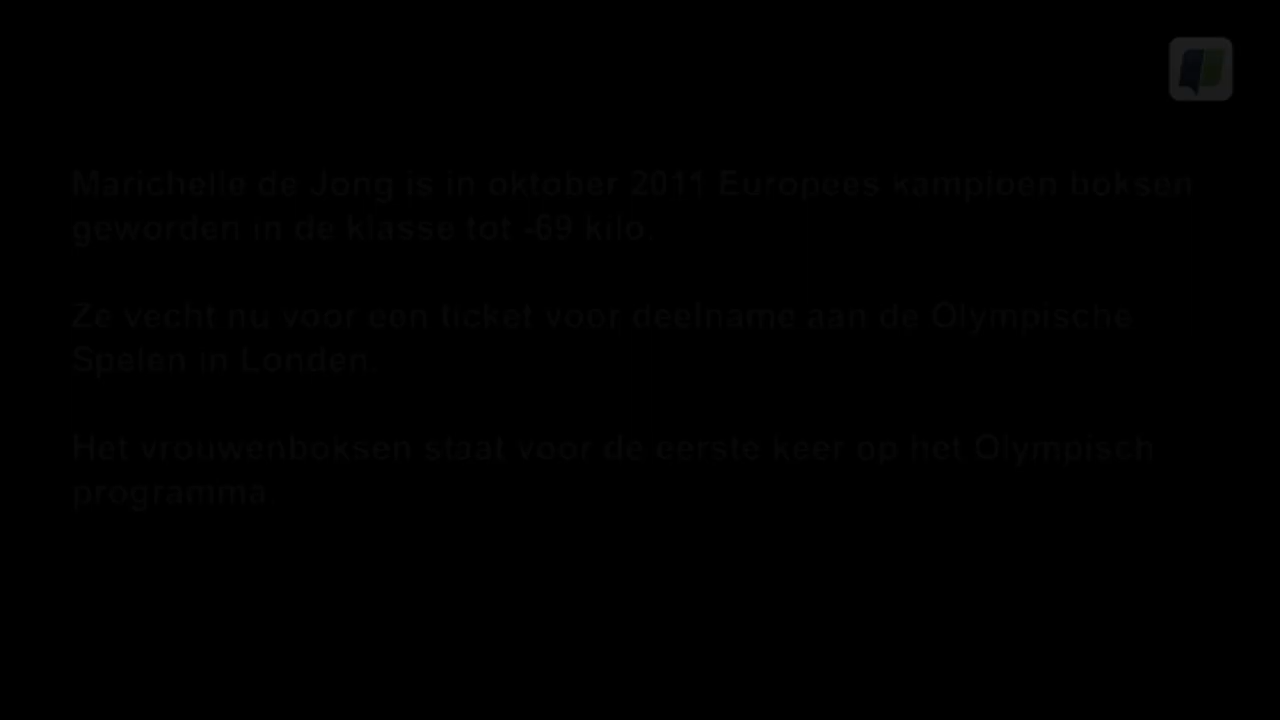 Marichelle de Jong is in oktober 2011 Europees kampioen boksen
geworden in de klasse tot -69 kilo.
Ze vecht nu voor een ticket voor deelname aan de Olympische
Spelen in Londen.
Het vrouwenboksen staat voor de eerste keer op het Olympisch
programma.